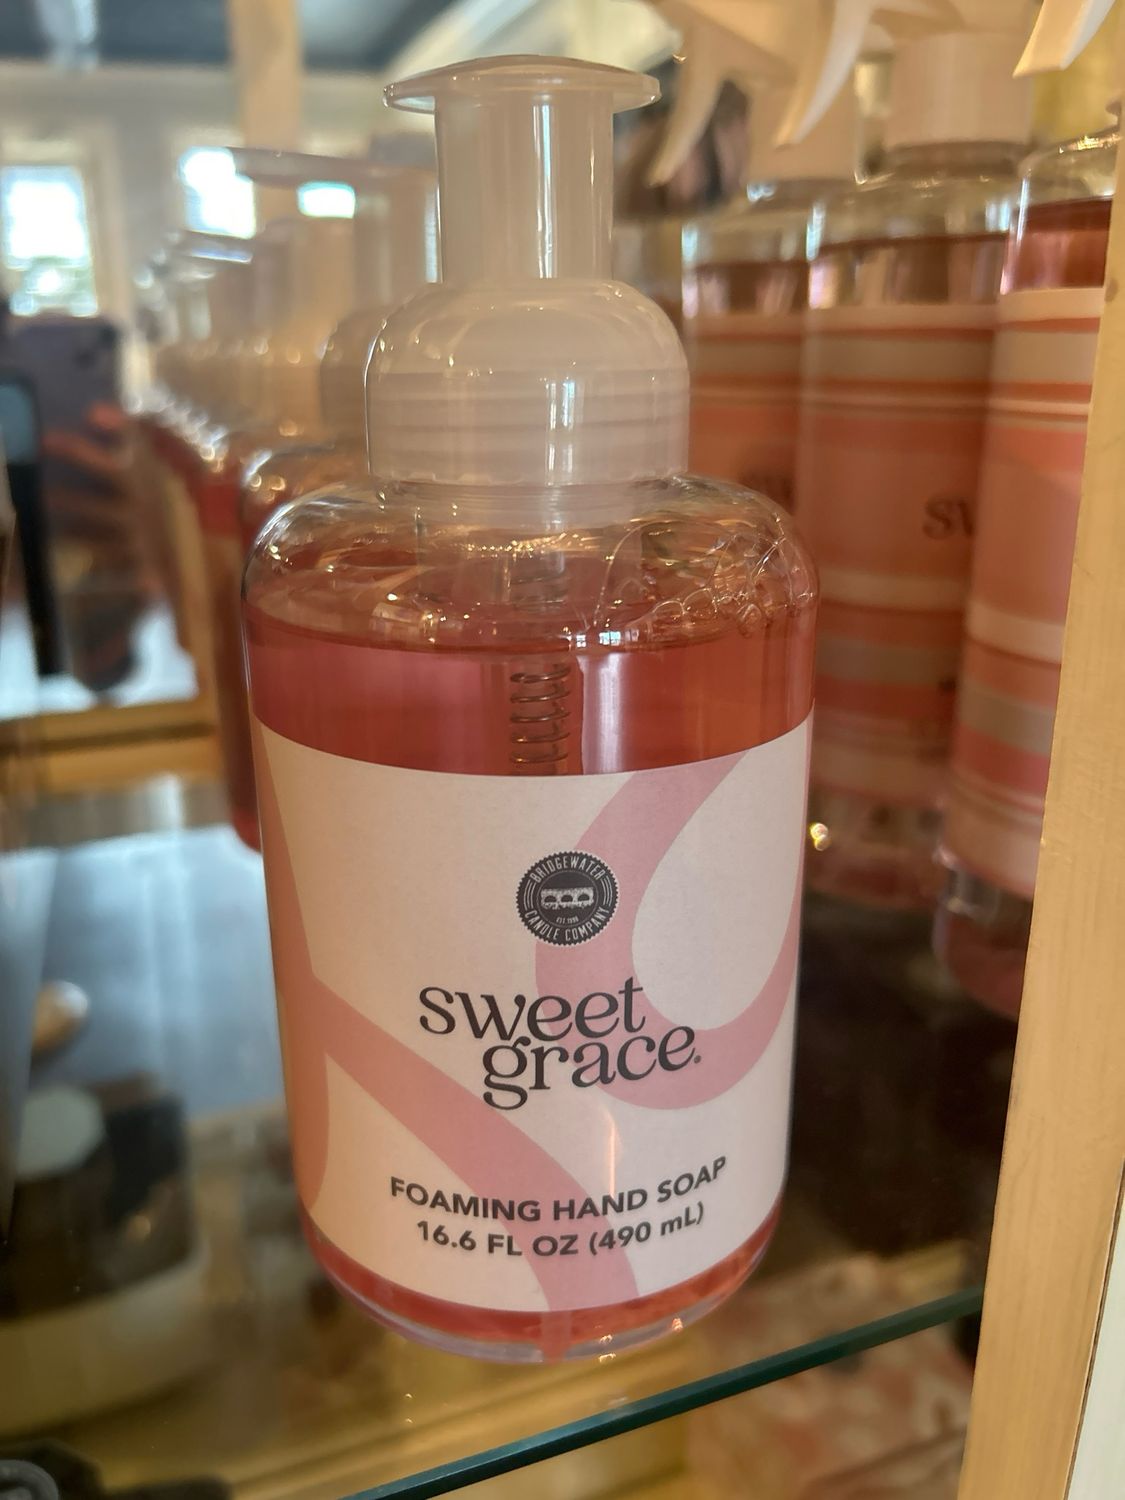 BRIDGEWATER
CANDLE COMPANY
sweet
grace.
FOAMING HAND SOAP
16.6 FL OZ (490 mL)